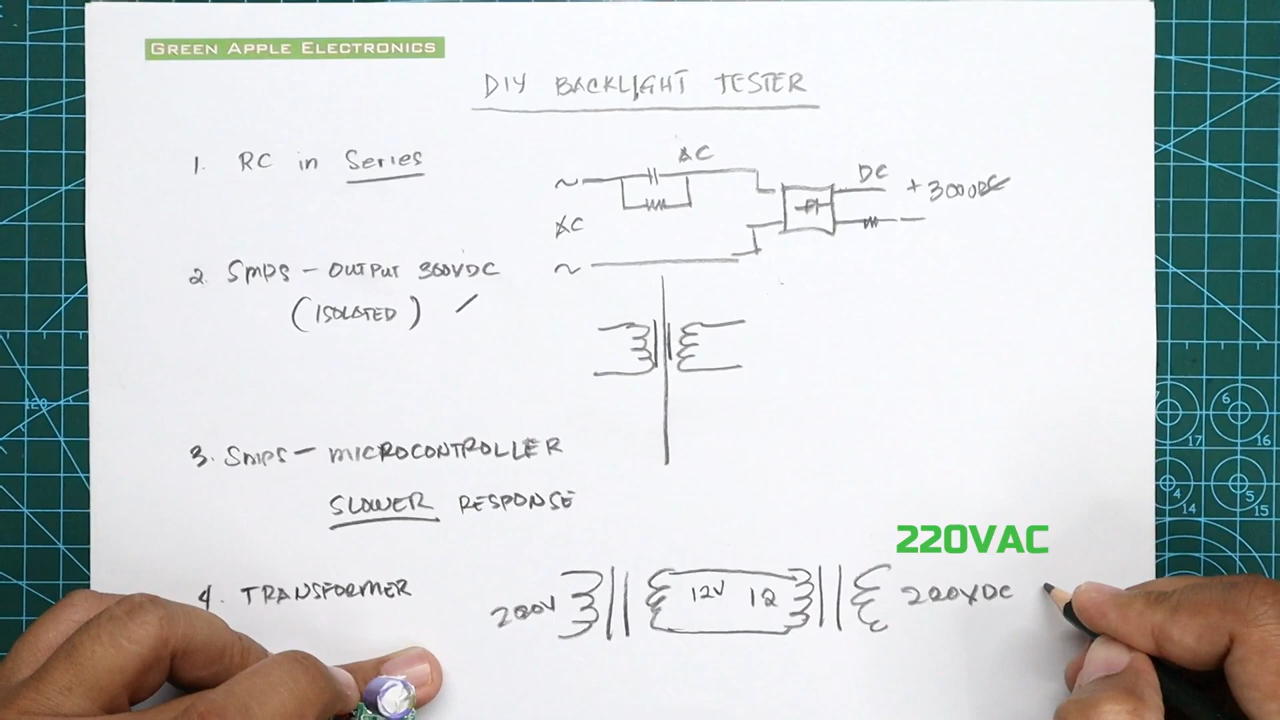 GREEN APPLE ELECTRONICS
DIY BACKLIGHT TESTER
1. RC in Series
AC
DC
AC
2. SMPS - OUTPUT 300VDC
(ISOLATED)
3. SMPS - MICROCONTROLLER
SLOWER RESPONSE
220VAC
4. TRANSFORMER
220V
12V
12
220VDC